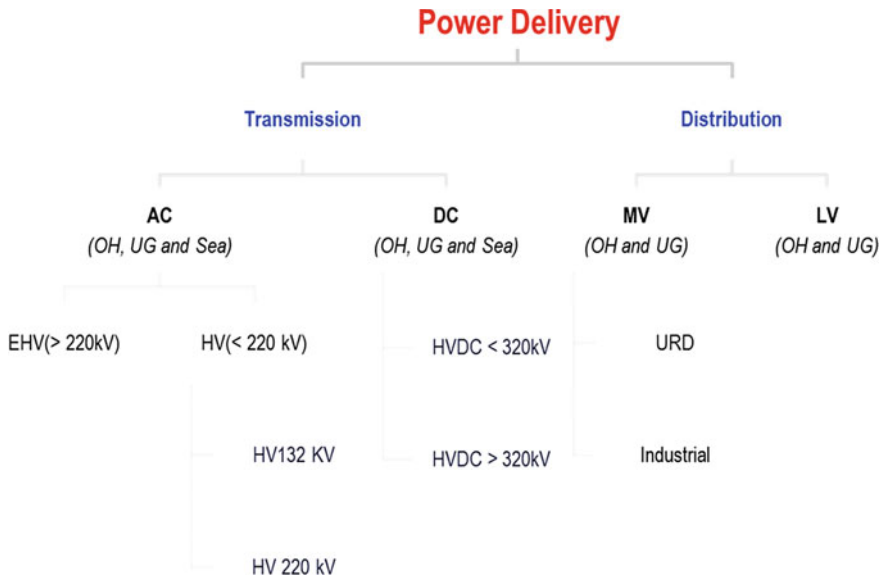 Power Delivery
Transmission
Distribution
AC
(OH, UG and Sea)
DC
(OH, UG and Sea)
MV
(OH and UG)
LV
(OH and UG)
EHV(> 220kV)
HV(< 220 kV)
HVDC < 320kV
URD
HV132 KV
HVDC > 320kV
Industrial
HV 220 kV